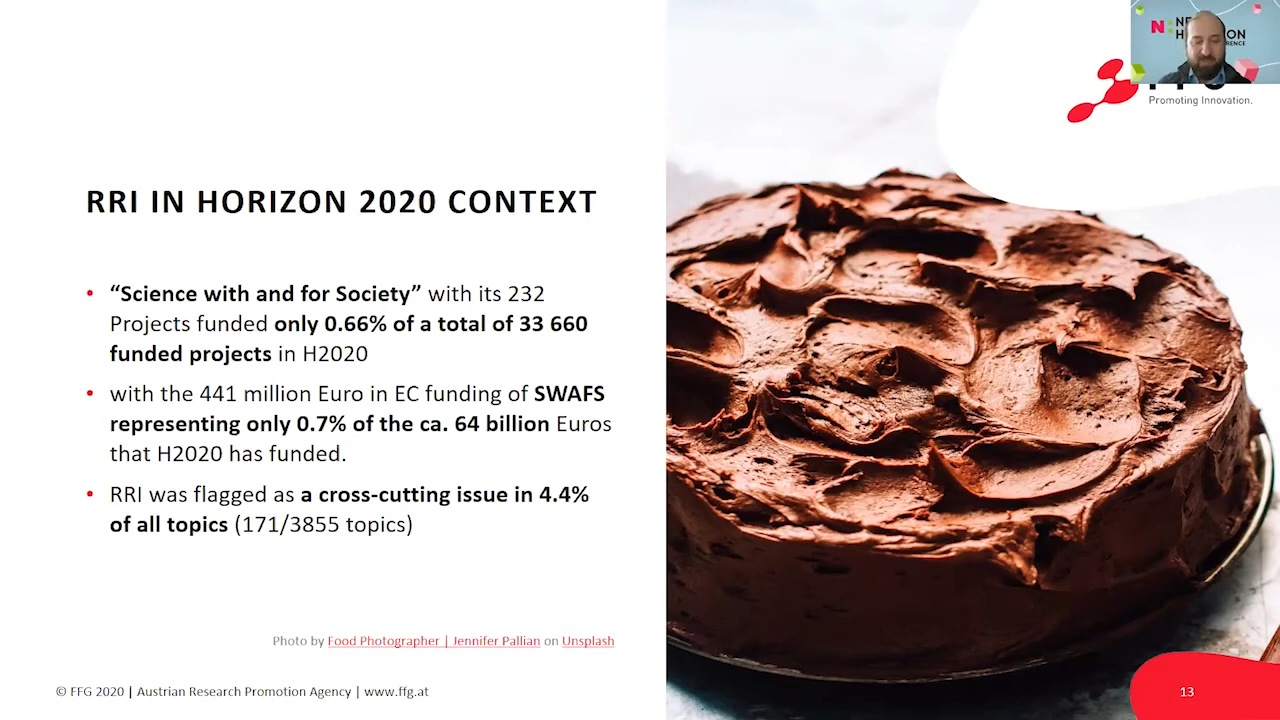 RRI IN HORIZON 2020 CONTEXT
• “Science with and for Society” with its 232
Projects funded only 0.66% of a total of 33 660
funded projects in H2020
• with the 441 million Euro in EC funding of SWAFS
representing only 0.7% of the ca. 64 billion Euros
that H2020 has funded.
• RRI was flagged as a cross-cutting issue in 4.4%
of all topics (171/3855 topics)
Photo by Food Photographer | Jennifer Pallian on Unsplash
© FFG 2020 | Austrian Research Promotion Agency | www.ffg.at
Promoting Innovation.
13